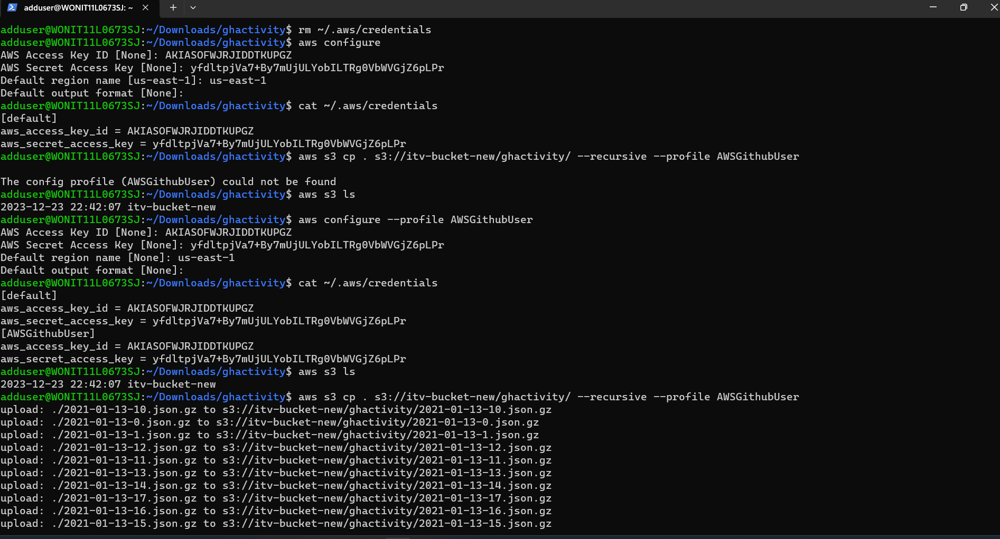 adduser@WONIT11L0673SJ: ~
adduser@WONIT11L0673SJ:~/Downloads/ghactivity$ rm ~/.aws/credentials
adduser@WONIT11L0673SJ:~/Downloads/ghactivity$ aws configure
AWS Access Key ID [None]: AKIASOFWJRJIDDTKUPGZ
AWS Secret Access Key [None]: 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
Default region name [us-east-1]: us-east-1
Default output format [None]:
adduser@WONIT11L0673SJ:~/Downloads/ghactivity$ cat ~/.aws/credentials
[default]
aws_access_key_id = AKIASOFWJRJIDDTKUPGZ
aws_secret_access_key = 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
adduser@WONIT11L0673SJ:~/Downloads/ghactivity$ aws s3 cp . s3://itv-bucket-new/ghactivity/ --recursive --profile AWSGithubUser
The config profile (AWSGithubUser) could not be found
adduser@WONIT11L0673SJ:~/Downloads/ghactivity$ aws s3 ls
2023-12-23 22:42:07 itv-bucket-new
adduser@WONIT11L0673SJ:~/Downloads/ghactivity$ aws configure --profile AWSGithubUser
AWS Access Key ID [None]: AKIASOFWJRJIDDTKUPGZ
AWS Secret Access Key [None]: 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
Default region name [None]: us-east-1
Default output format [None]:
adduser@WONIT11L0673SJ:~/Downloads/ghactivity$ cat ~/.aws/credentials
[default]
aws_access_key_id = AKIASOFWJRJIDDTKUPGZ
aws_secret_access_key = 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
[AWSGithubUser]
aws_access_key_id = AKIASOFWJRJIDDTKUPGZ
aws_secret_access_key = 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
adduser@WONIT11L0673SJ:~/Downloads/ghactivity$ aws s3 ls
2023-12-23 22:42:07 itv-bucket-new
adduser@WONIT11L0673SJ:~/Downloads/ghactivity$ aws s3 cp . s3://itv-bucket-new/ghactivity/ --recursive --profile AWSGithubUser
upload: ./2021-01-13-10.json.gz to s3://itv-bucket-new/ghactivity/2021-01-13-10.json.gz
upload: ./2021-01-13-0.json.gz to s3://itv-bucket-new/ghactivity/2021-01-13-0.json.gz
upload: ./2021-01-13-1.json.gz to s3://itv-bucket-new/ghactivity/2021-01-13-1.json.gz
upload: ./2021-01-13-12.json.gz to s3://itv-bucket-new/ghactivity/2021-01-13-12.json.gz
upload: ./2021-01-13-11.json.gz to s3://itv-bucket-new/ghactivity/2021-01-13-11.json.gz
upload: ./2021-01-13-13.json.gz to s3://itv-bucket-new/ghactivity/2021-01-13-13.json.gz
upload: ./2021-01-13-14.json.gz to s3://itv-bucket-new/ghactivity/2021-01-13-14.json.gz
upload: ./2021-01-13-17.json.gz to s3://itv-bucket-new/ghactivity/2021-01-13-17.json.gz
upload: ./2021-01-13-16.json.gz to s3://itv-bucket-new/ghactivity/2021-01-13-16.json.gz
upload: ./2021-01-13-15.json.gz to s3://itv-bucket-new/ghactivity/2021-01-13-15.json.gz